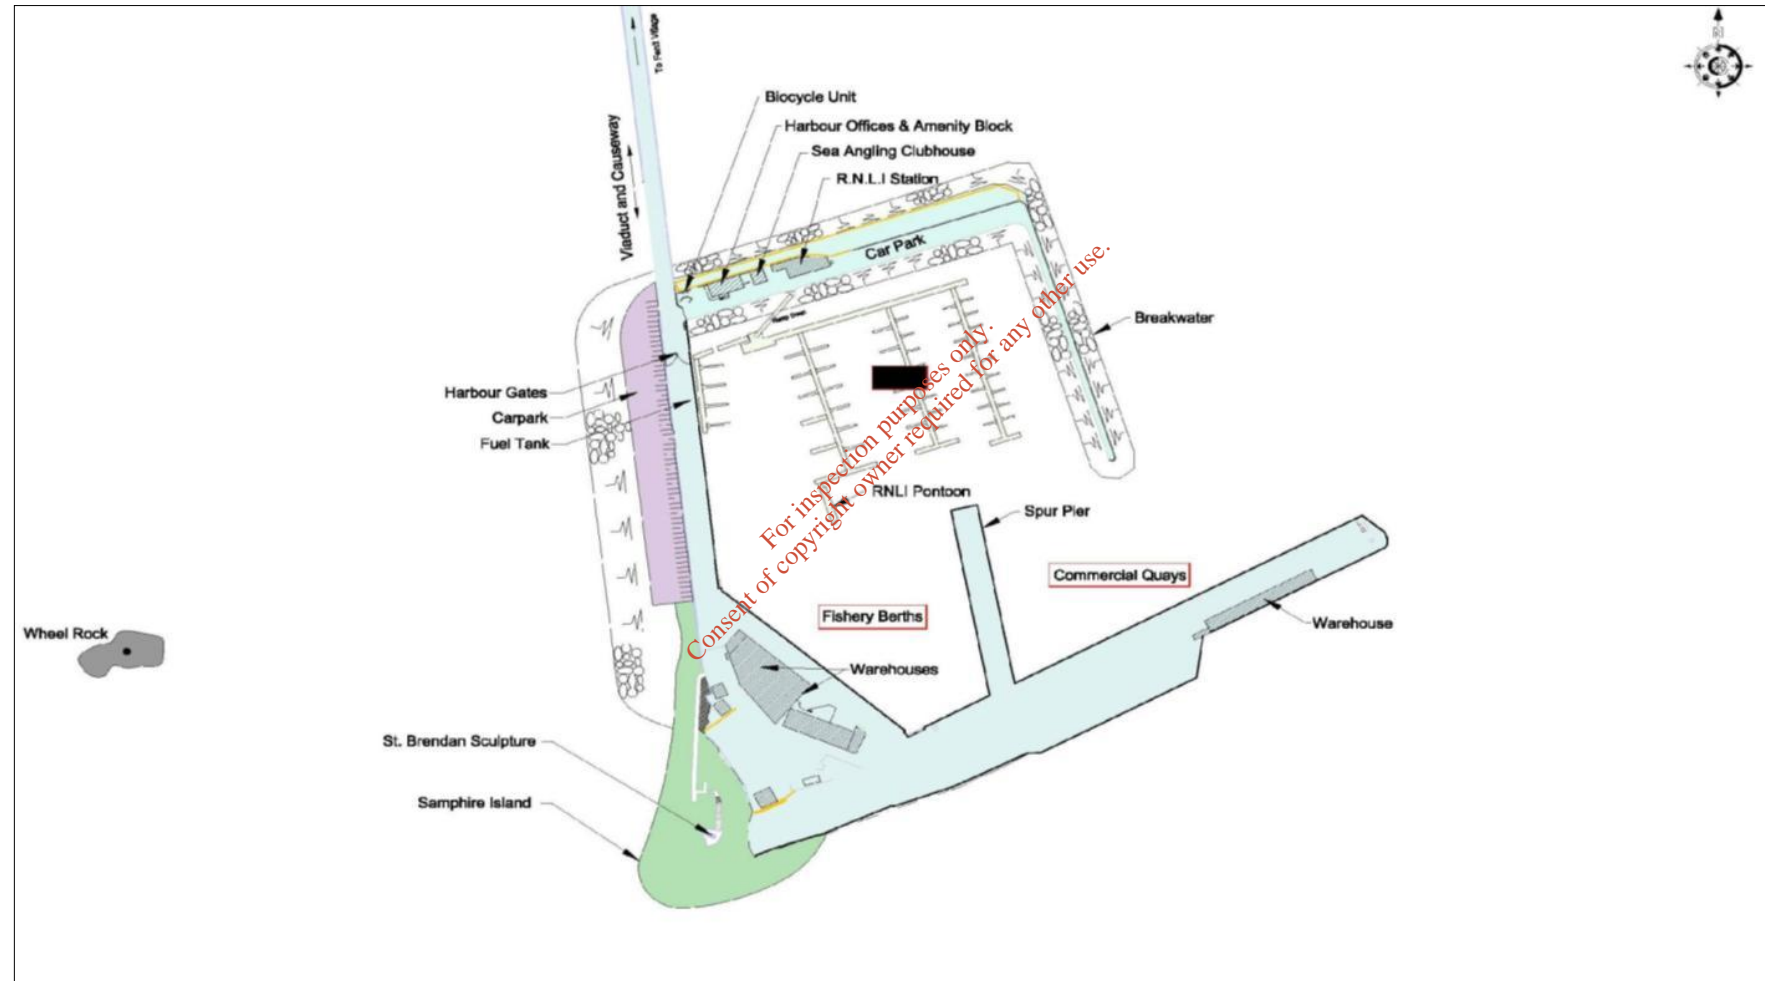 To Fenit Village
N
Viaduct and Causeway
Biocycle Unit
Harbour Offices & Amenity Block
Sea Angling Clubhouse
R.N.L.I Station
Car Park
Breakwater
Harbour Gates
Carpark
Fuel Tank
RNLI Pontoon
Spur Pier
Commercial Quays
Fishery Berths
Wheel Rock
Warehouse
Warehouses
St. Brendan Sculpture
Samphire Island
For inspection purposes only.
Consent of copyright owner required for any other use.